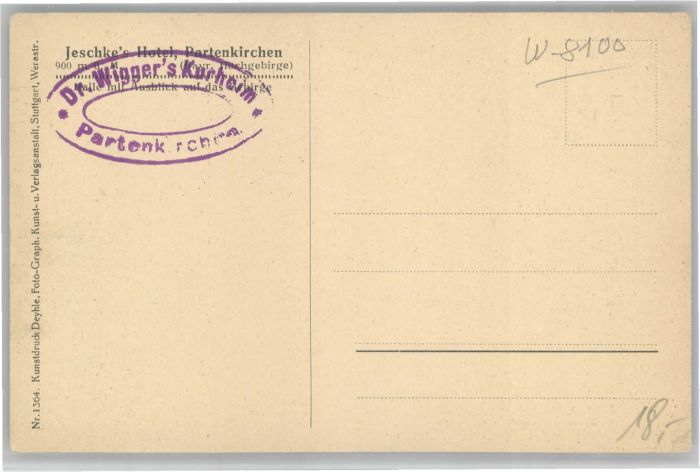 Jeschke's Hotel, Partenkirchen
900 m ü. M. (Bayr. Hochgebirge)
Halle mit Ausblick auf das Gebirge
Dr. Wigger's Kurheim
* *
Partenkirchen
W-8100
Nr. 1364. Kunstdruck Deyhle, Foto-Graph. Kunst- u. Verlagsanstalt, Stuttgart, Werastr.
18,-